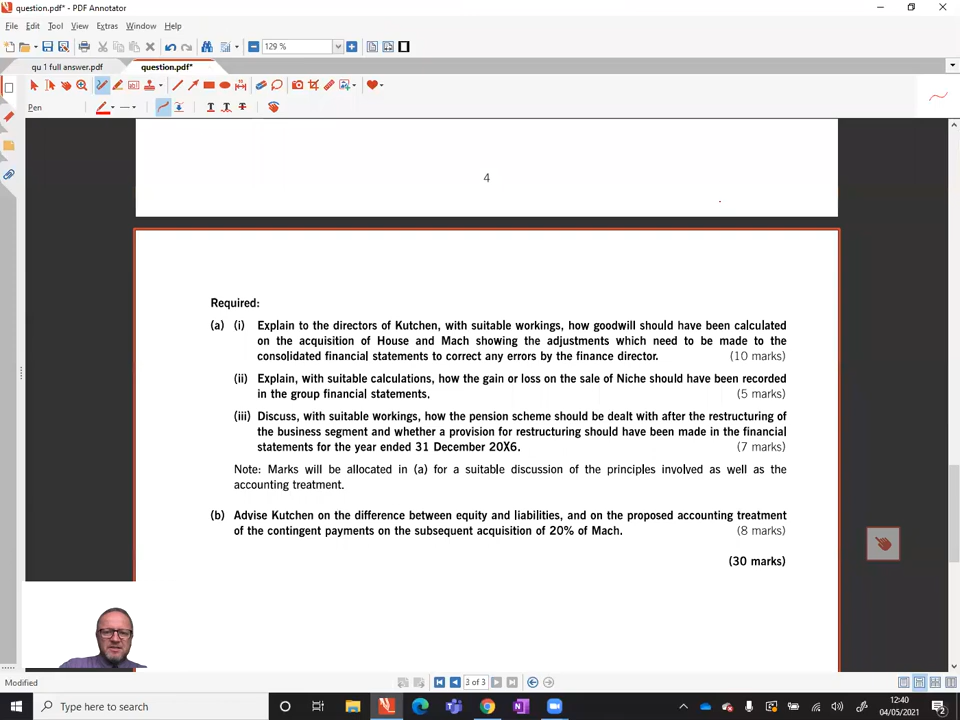 question.pdf* - PDF Annotator
File Edit Tool View Extras Window Help
129 %
qu 1 full answer.pdf question.pdf*
Pen
4
Required:
(a) (i) Explain to the directors of Kutchen, with suitable workings, how goodwill should have been calculated
on the acquisition of House and Mach showing the adjustments which need to be made to the
consolidated financial statements to correct any errors by the finance director. (10 marks)
(ii) Explain, with suitable calculations, how the gain or loss on the sale of Niche should have been recorded
in the group financial statements. (5 marks)
(iii) Discuss, with suitable workings, how the pension scheme should be dealt with after the restructuring of
the business segment and whether a provision for restructuring should have been made in the financial
statements for the year ended 31 December 20X6. (7 marks)
Note: Marks will be allocated in (a) for a suitable discussion of the principles involved as well as the
accounting treatment.
(b) Advise Kutchen on the difference between equity and liabilities, and on the proposed accounting treatment
of the contingent payments on the subsequent acquisition of 20% of Mach. (8 marks)
(30 marks)
Modified 3 of 3
Type here to search
12:40
04/05/2021
2